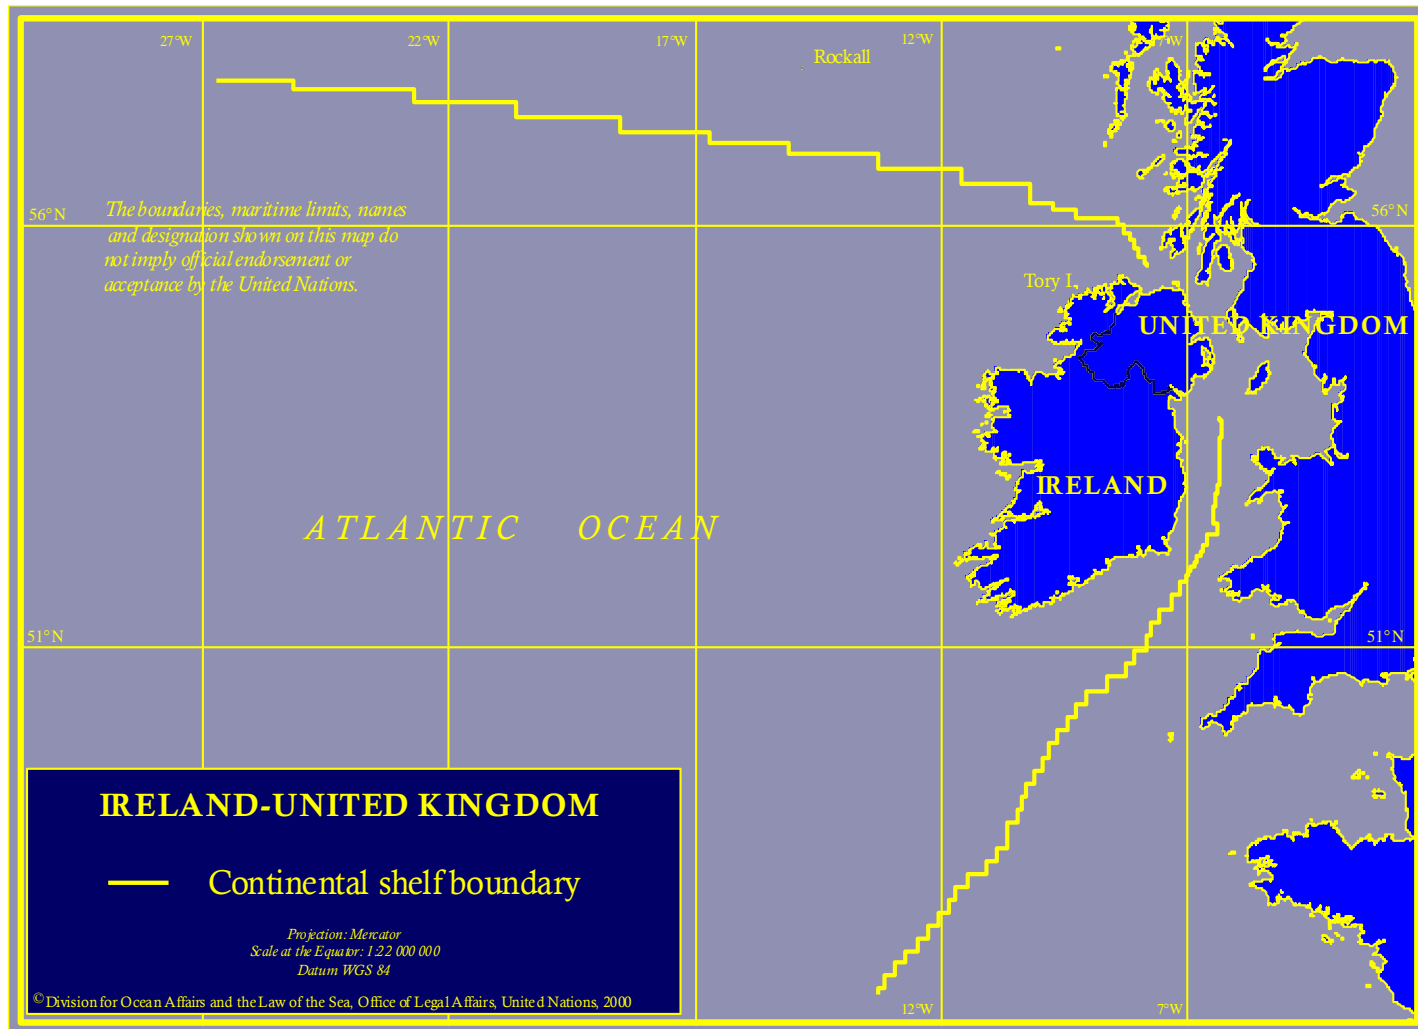 27°W 22°W 17°W 12°W 7°W
Rockall
56°N 56°N
The boundaries, maritime limits, names
and designation shown on this map do
not imply official endorsement or
acceptance by the United Nations.
Tory I.
UNITED KINGDOM
IRELAND
ATLANTIC OCEAN
51°N 51°N
IRELAND-UNITED KINGDOM
Continental shelf boundary
Projection: Mercator
Scale at the Equator: 1:22 000 000
Datum WGS 84
© Division for Ocean Affairs and the Law of the Sea, Office of Legal Affairs, United Nations, 2000
12°W 7°W